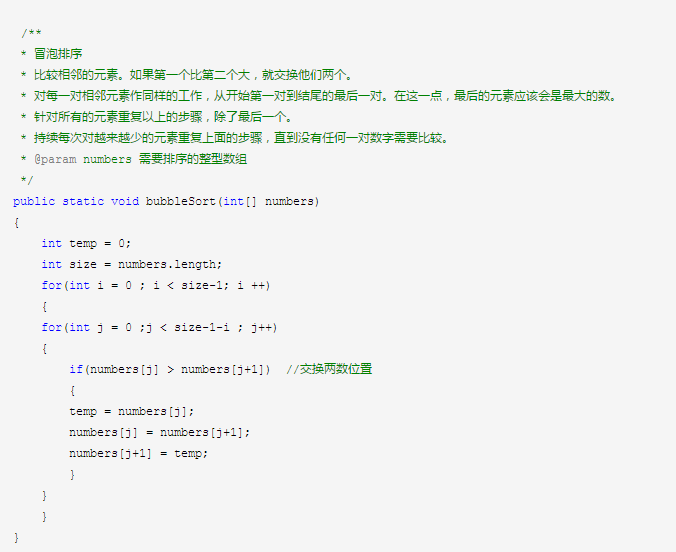 /**
* 冒泡排序
* 比较相邻的元素。如果第一个比第二个大，就交换他们两个。
* 对每一对相邻元素作同样的工作，从开始第一对到结尾的最后一对。在这一点，最后的元素应该会是最大的数。
* 针对所有的元素重复以上的步骤，除了最后一个。
* 持续每次对越来越少的元素重复上面的步骤，直到没有任何一对数字需要比较。
* @param numbers 需要排序的整型数组
*/
public static void bubbleSort(int[] numbers)
{
    int temp = 0;
    int size = numbers.length;
    for(int i = 0 ; i < size-1; i ++)
    {
    for(int j = 0 ;j < size-1-i ; j++)
    {
        if(numbers[j] > numbers[j+1])  //交换两数位置
        {
        temp = numbers[j];
        numbers[j] = numbers[j+1];
        numbers[j+1] = temp;
        }
    }
    }
}